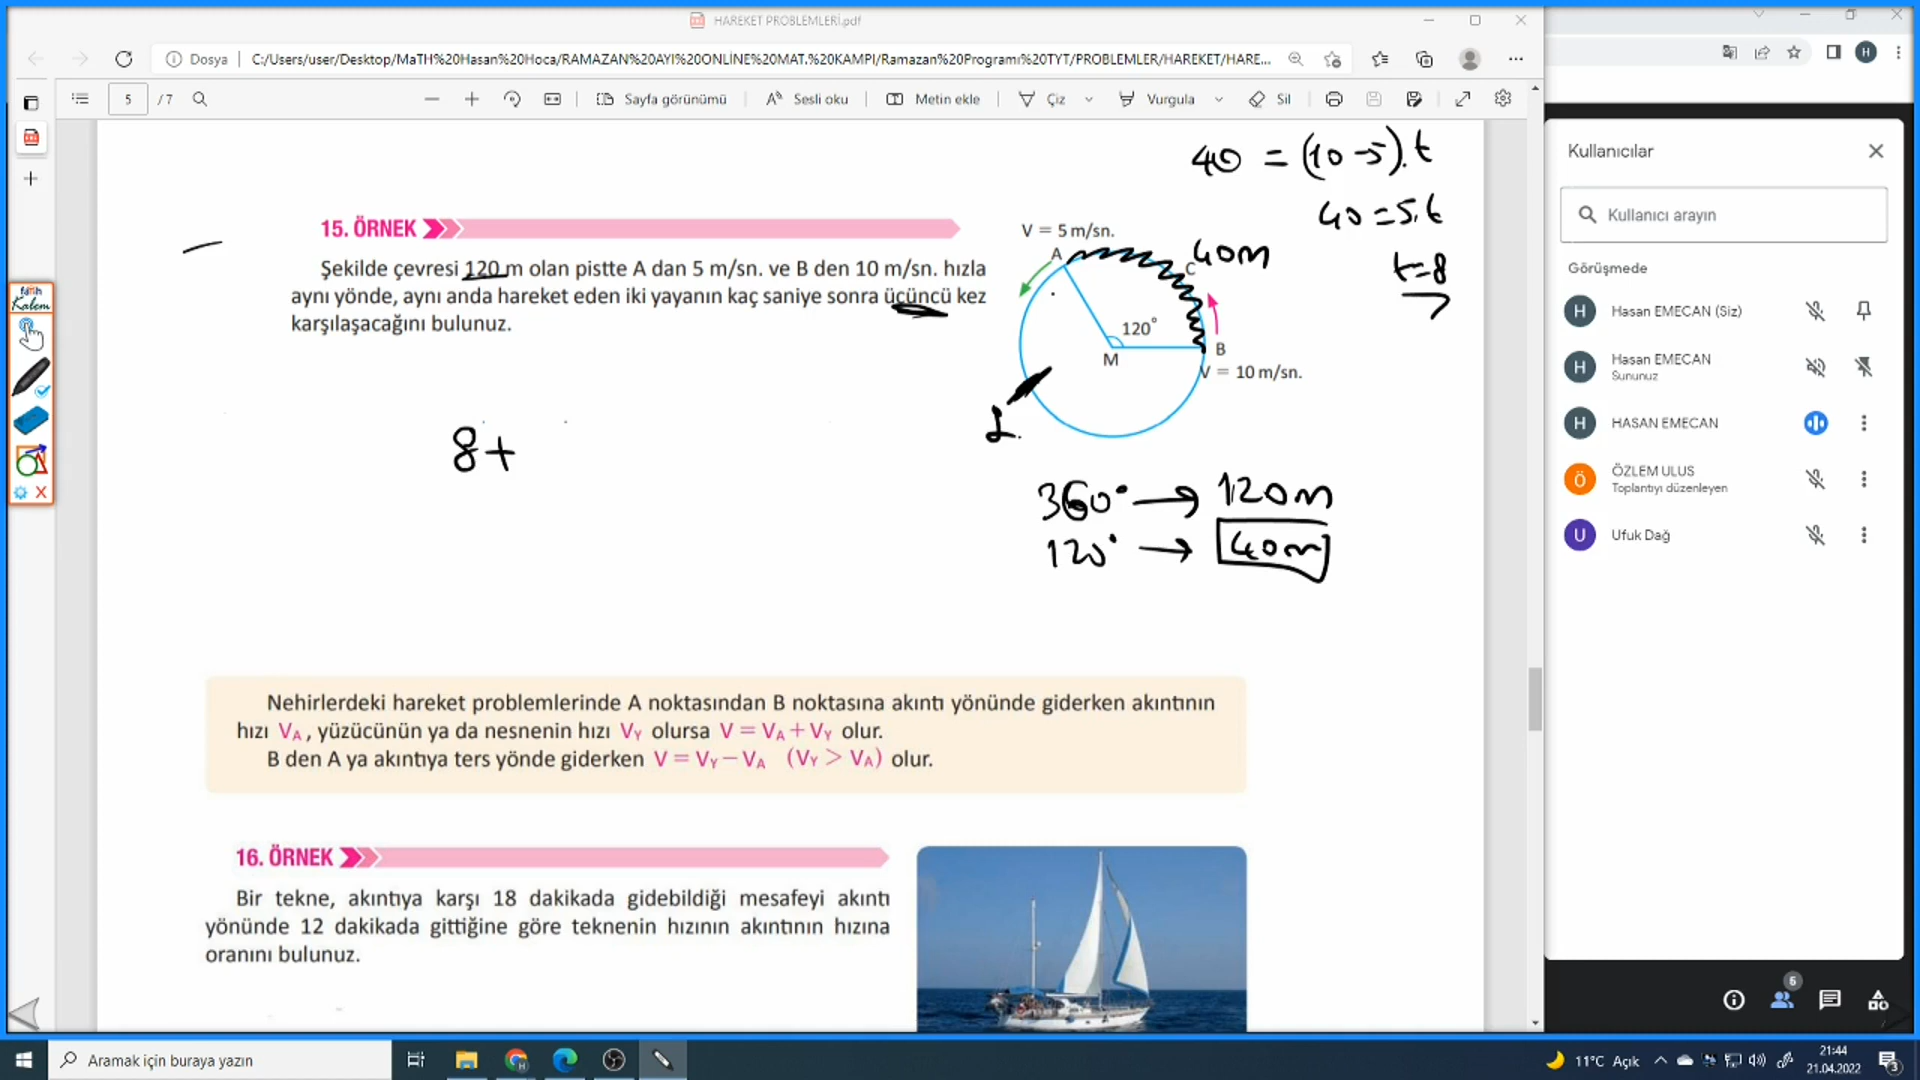 HAREKET PROBLEMLERİ.pdf
Dosya
C:/Users/user/Desktop/MaTH%20Hasan%20Hoca/RAMAZAN%20AYI%20ONLİNE%20MAT.%20KAMPI/Ramazan%20Programı%20TYT/PROBLEMLER/HAREKET/HARE...
5 /7
Sayfa görünümü
Sesli oku
Metin ekle
Çiz
Vurgula
Sil
fatih
Kalem
40 = (10-5).t
40 = 5.t
t=8
15. ÖRNEK
Şekilde çevresi 120 m olan pistte A dan 5 m/sn. ve B den 10 m/sn. hızla
aynı yönde, aynı anda hareket eden iki yayanın kaç saniye sonra üçüncü kez
karşılaşacağını bulunuz.
V = 5 m/sn.
A
C
40m
120°
M
B
V = 10 m/sn.
1.
8+
360° → 120m
120° → 40m
Nehirlerdeki hareket problemlerinde A noktasından B noktasına akıntı yönünde giderken akıntının
hızı VA, yüzücünün ya da nesnenin hızı VY olursa V = VA + VY olur.
B den A ya akıntıya ters yönde giderken V = VY − VA (VY > VA) olur.
16. ÖRNEK
Bir tekne, akıntıya karşı 18 dakikada gidebildiği mesafeyi akıntı
yönünde 12 dakikada gittiğine göre teknenin hızının akıntının hızına
oranını bulunuz.
H
Kullanıcılar
Kullanıcı arayın
Görüşmede
H Hasan EMECAN (Siz)
H Hasan EMECAN
Sununuz
H HASAN EMECAN
Ö ÖZLEM ULUS
Toplantıyı düzenleyen
U Ufuk Dağ
6
Aramak için buraya yazın
11°C Açık
21:44
21.04.2022
3